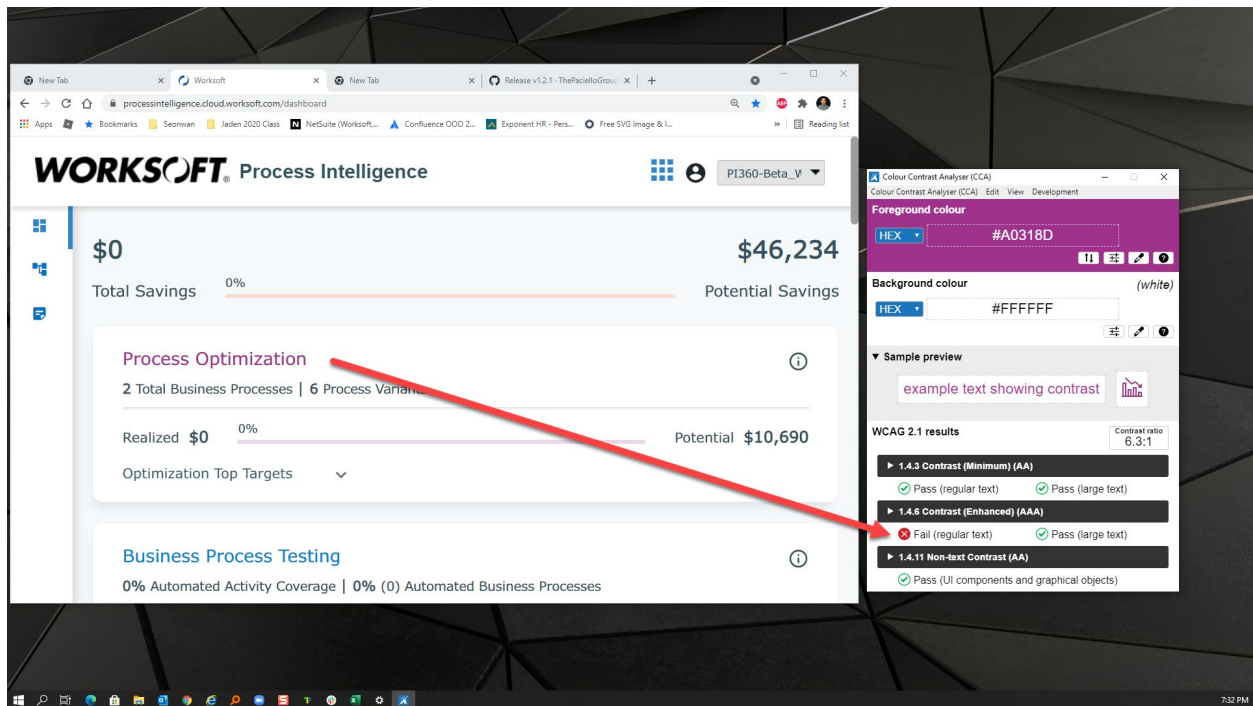 New Tab
Worksoft
New Tab
Release v1.2.1 · ThePacielloGroup
processintelligence.cloud.worksoft.com/dashboard
Apps
Bookmarks
Seonwan
Jaden 2020 Class
NetSuite (Worksoft,...
Confluence OOO 2...
Exponent HR - Pers...
Free SVG Image & I...
»
Reading list
WORKSOFT® Process Intelligence
PI360-Beta_W
$0
$46,234
Total Savings
0%
Potential Savings
Process Optimization
2 Total Business Processes | 6 Process Variants
Realized $0
0%
Potential $10,690
Optimization Top Targets
Business Process Testing
0% Automated Activity Coverage | 0% (0) Automated Business Processes
Colour Contrast Analyser (CCA)
Colour Contrast Analyser (CCA) Edit View Development
Foreground colour
HEX
#A0318D
Background colour
(white)
HEX
#FFFFFF
Sample preview
example text showing contrast
WCAG 2.1 results
Contrast ratio
6.3:1
1.4.3 Contrast (Minimum) (AA)
Pass (regular text)
Pass (large text)
1.4.6 Contrast (Enhanced) (AAA)
Fail (regular text)
Pass (large text)
1.4.11 Non-text Contrast (AA)
Pass (UI components and graphical objects)
7:32 PM